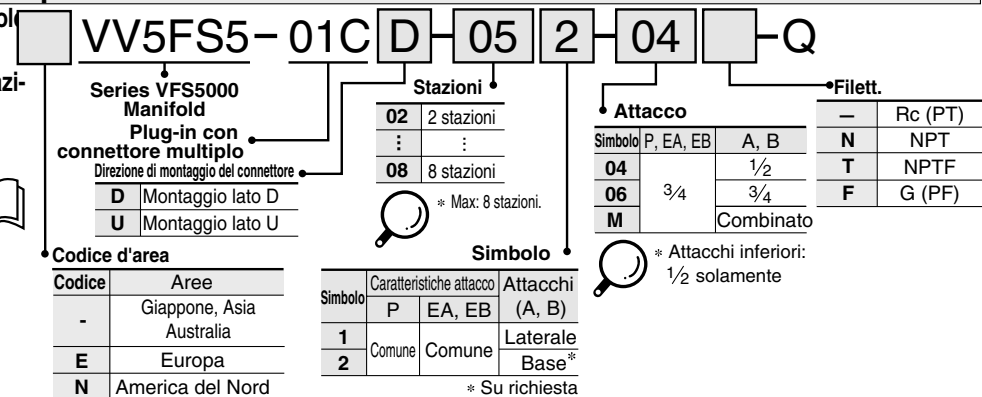 VV5FS5-01C D-05 2-04 -Q
Series VFS5000
Manifold
Plug-in con
connettore multiplo
Direzione di montaggio del connettore
D Montaggio lato D
U Montaggio lato U
Stazioni
02 2 stazioni
⋮ ⋮
08 8 stazioni
* Max: 8 stazioni.
Attacco
Simbolo P, EA, EB A, B
04 3/4 1/2
06 3/4
M Combinato
* Attacchi inferiori:
1/2 solamente
Filett.
– Rc (PT)
N NPT
T NPTF
F G (PF)
Codice d'area
Codice Aree
- Giappone, Asia
Australia
E Europa
N America del Nord
Simbolo
Simbolo Caratteristiche attacco Attacchi
P EA, EB (A, B)
1 Comune Comune Laterale
2 Base*
* Su richiesta